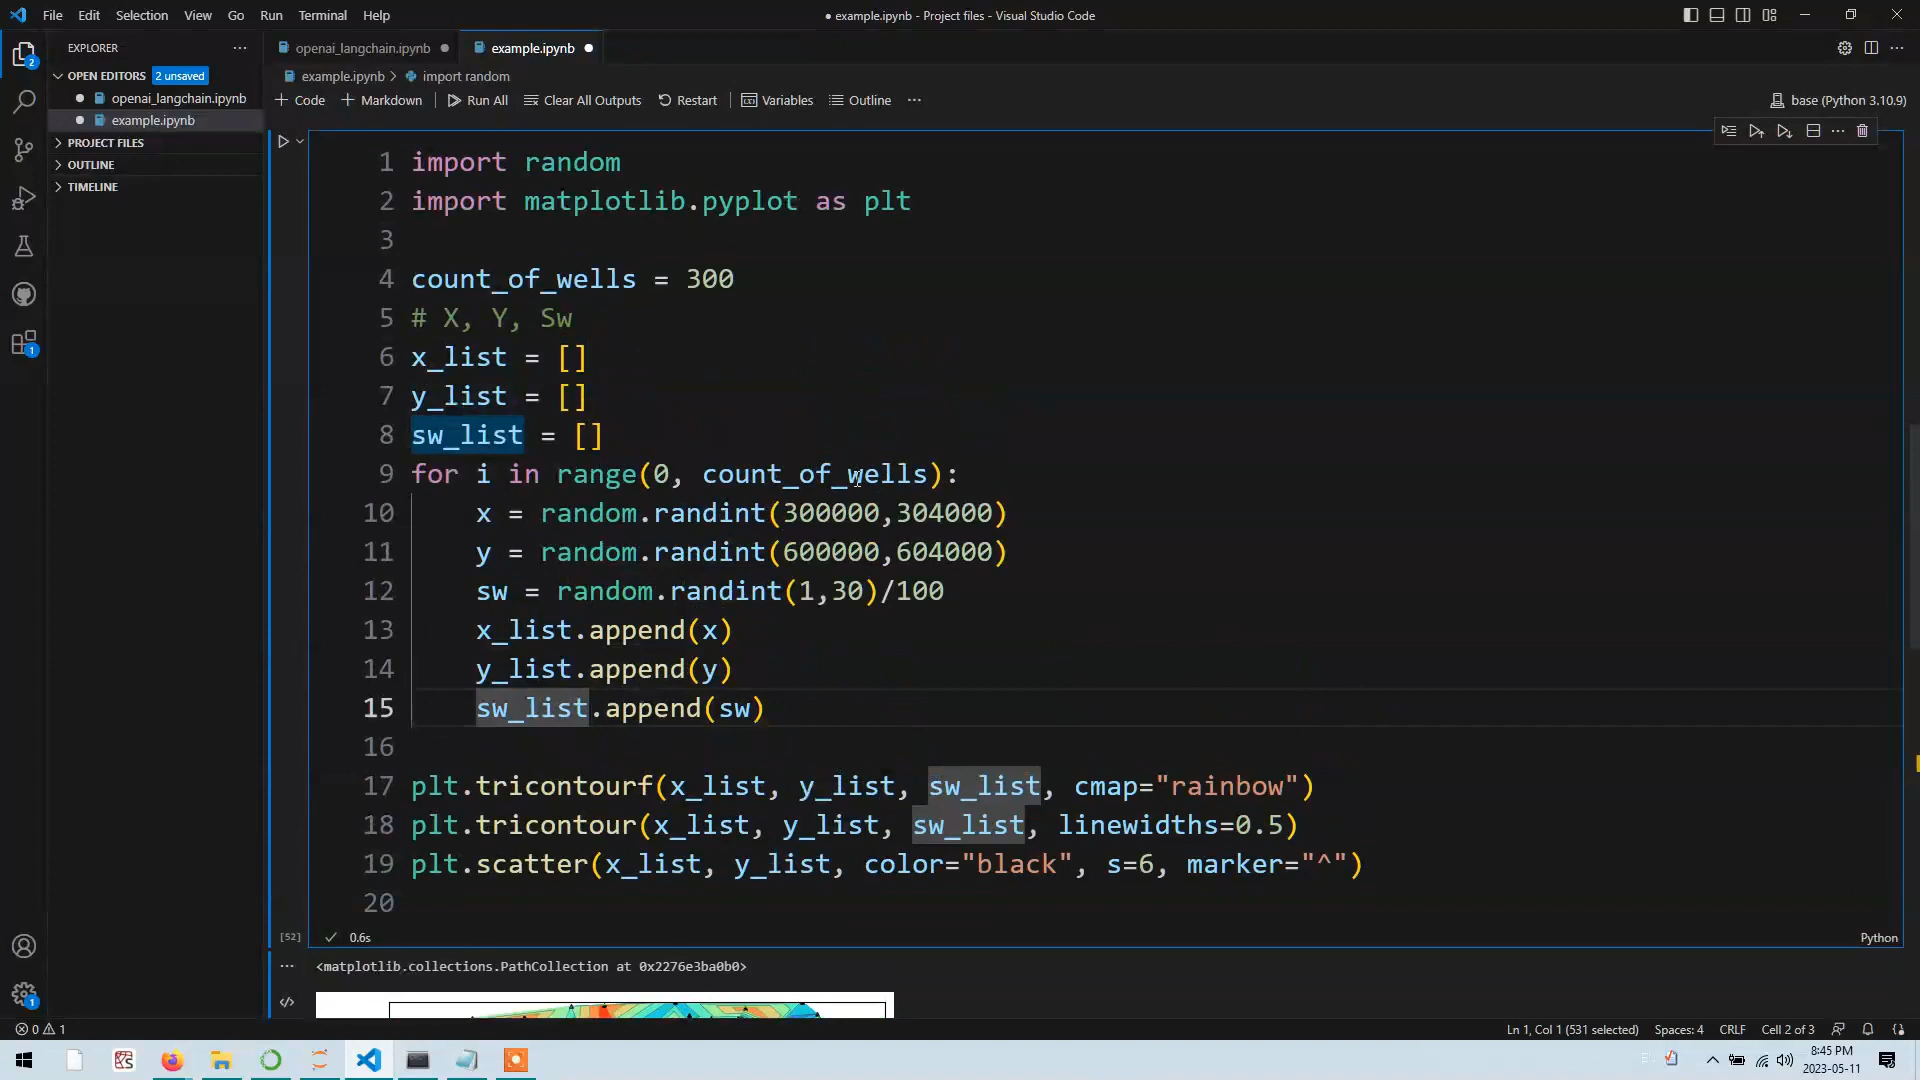 File Edit Selection View Go Run Terminal Help
● example.ipynb - Project files - Visual Studio Code
EXPLORER
openai_langchain.ipynb
example.ipynb
OPEN EDITORS 2 unsaved
openai_langchain.ipynb
example.ipynb
PROJECT FILES
OUTLINE
TIMELINE
example.ipynb > import random
+ Code + Markdown Run All Clear All Outputs Restart Variables Outline ...
base (Python 3.10.9)
1 import random
2 import matplotlib.pyplot as plt
3
4 count_of_wells = 300
5 # X, Y, Sw
6 x_list = []
7 y_list = []
8 sw_list = []
9 for i in range(0, count_of_wells):
10 x = random.randint(300000,304000)
11 y = random.randint(600000,604000)
12 sw = random.randint(1,30)/100
13 x_list.append(x)
14 y_list.append(y)
15 sw_list.append(sw)
16
17 plt.tricontourf(x_list, y_list, sw_list, cmap="rainbow")
18 plt.tricontour(x_list, y_list, sw_list, linewidths=0.5)
19 plt.scatter(x_list, y_list, color="black", s=6, marker="^")
20
[52] 0.6s Python
<matplotlib.collections.PathCollection at 0x2276e3ba0b0>
0 1
Ln 1, Col 1 (531 selected) Spaces: 4 CRLF Cell 2 of 3
8:45 PM
2023-05-11